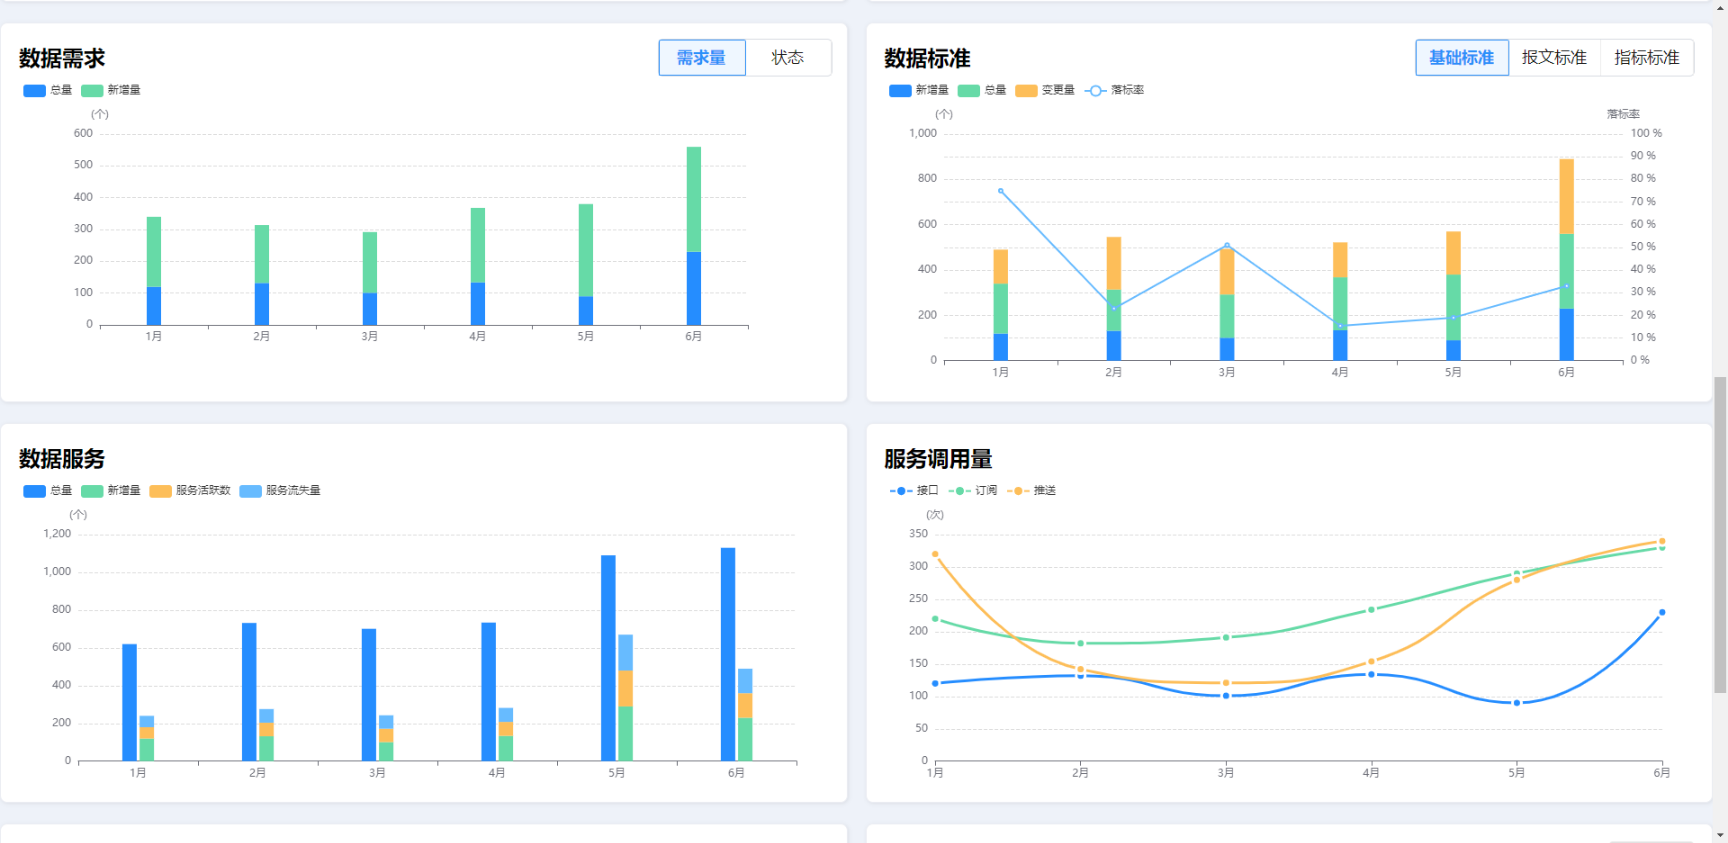 数据需求
需求量 状态
总量 新增量
(个)
600
500
400
300
200
100
0
1月 2月 3月 4月 5月 6月
数据标准
基础标准 报文标准 指标标准
新增量 总量 变更量 落标率
(个) 落标率
1,000 100 %
90 %
800 80 %
70 %
600 60 %
50 %
400 40 %
30 %
200 20 %
10 %
0 0 %
1月 2月 3月 4月 5月 6月
数据服务
总量 新增量 服务活跃数 服务流失量
(个)
1,200
1,000
800
600
400
200
0
1月 2月 3月 4月 5月 6月
服务调用量
接口 订阅 推送
(次)
350
300
250
200
150
100
50
0
1月 2月 3月 4月 5月 6月